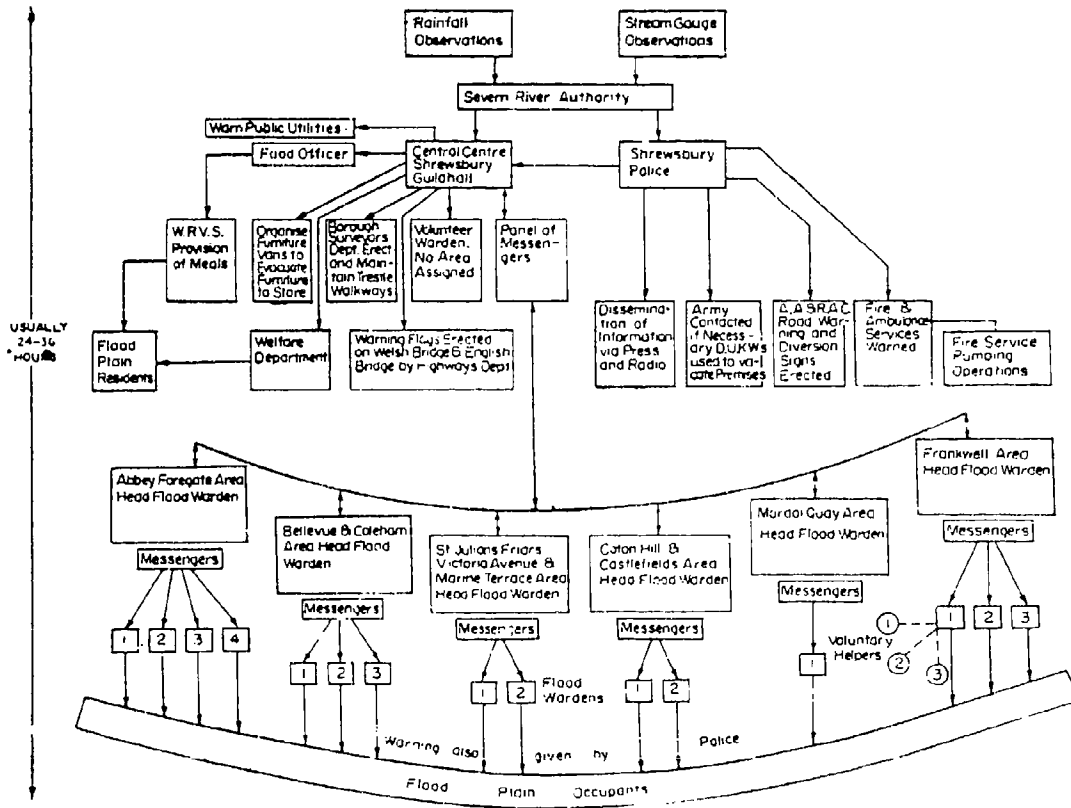 Rainfall
Observations
Stream Gauge
Observations
Severn River Authority
Warn Public Utilities
Food Officer
Central Centre
Shrewsbury
Guildhall
Shrewsbury
Police
W.R.V.S.
Provision
of Meals
Organise
Furniture
Vans to
Evacuate
Furniture
to Store
Borough
Surveyors
Dept. Erect
and Main-
tain Trestle
Walkways
Volunteer
Warden.
No Area
Assigned
Panel of
Messen-
gers
USUALLY
24-36
HOURS
Flood
Plain
Residents
Welfare
Department
Warning Flags Erected
on Welsh Bridge & English
Bridge by Highways Dept
Dissemina-
tion of
Information
via Press
and Radio
Army
Contacted
if Necess-
ary D.U.K.W's
used to va-
cate Premises
A.A & R.A.C.
Road War-
ning and
Diversion
Signs
Erected
Fire &
Ambulance
Services
Warned
Fire Service
Pumping
Operations
Abbey Foregate Area
Head Flood Warden
Bellevue & Coleham
Area Head Flood
Warden
St Julians Friars
Victoria Avenue &
Marine Terrace Area
Head Flood Warden
Coton Hill &
Castlefields Area
Head Flood Warden
Mardol Quay Area
Head Flood Warden
Frankwell Area
Head Flood Warden
Messengers
Messengers
Messengers
Messengers
Messengers
Messengers
1 2 3 4
1 2 3
1 2
Flood
Wardens
1 2
1
Voluntary
Helpers
1
2
3
1 2 3
Warning also given by Police
Flood Plain Occupants